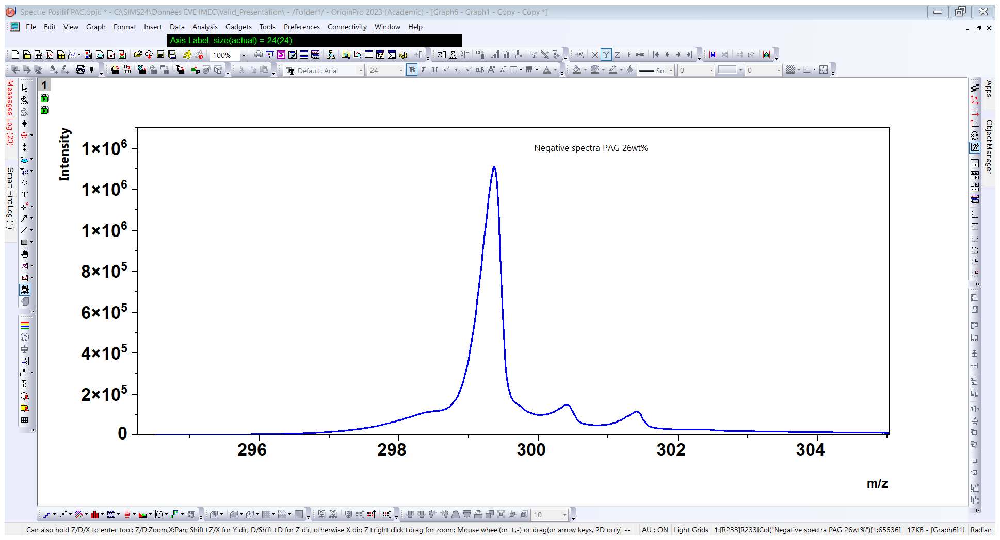 Spectre Positif PAG.opju * - C:\SIMS24\Données EVE IMEC\Valid_Presentation\ - /Folder1/ - OriginPro 2023 (Academic) - [Graph6 - Graph1 - Copy - Copy *]
File Edit View Graph Format Insert Data Analysis Gadgets Tools Preferences Connectivity Window Help
Axis Label: size(actual) = 24(24)
100%
X Y Z
Default: Arial 24 B I U Sol 0 0
Messages Log (20)
Smart Hint Log (1)
Apps
Object Manager
1
Intensity
Negative spectra PAG 26wt%
1×10⁶
1×10⁶
1×10⁶
8×10⁵
6×10⁵
4×10⁵
2×10⁵
0
296 298 300 302 304
m/z
10
Can also hold Z/D/X to enter tool; Z/D:Zoom,X:Pan; Shift+Z/X for Y dir, D/Shift+D for Z dir, otherwise X dir; Z+right click+drag for zoom; Mouse wheel(or +,-) or drag(or arrow keys, 2D only) -- AU : ON Light Grids 1:[R233]R233!Col("Negative spectra PAG 26wt%")[1:65536] 17KB - [Graph6]1! Radian